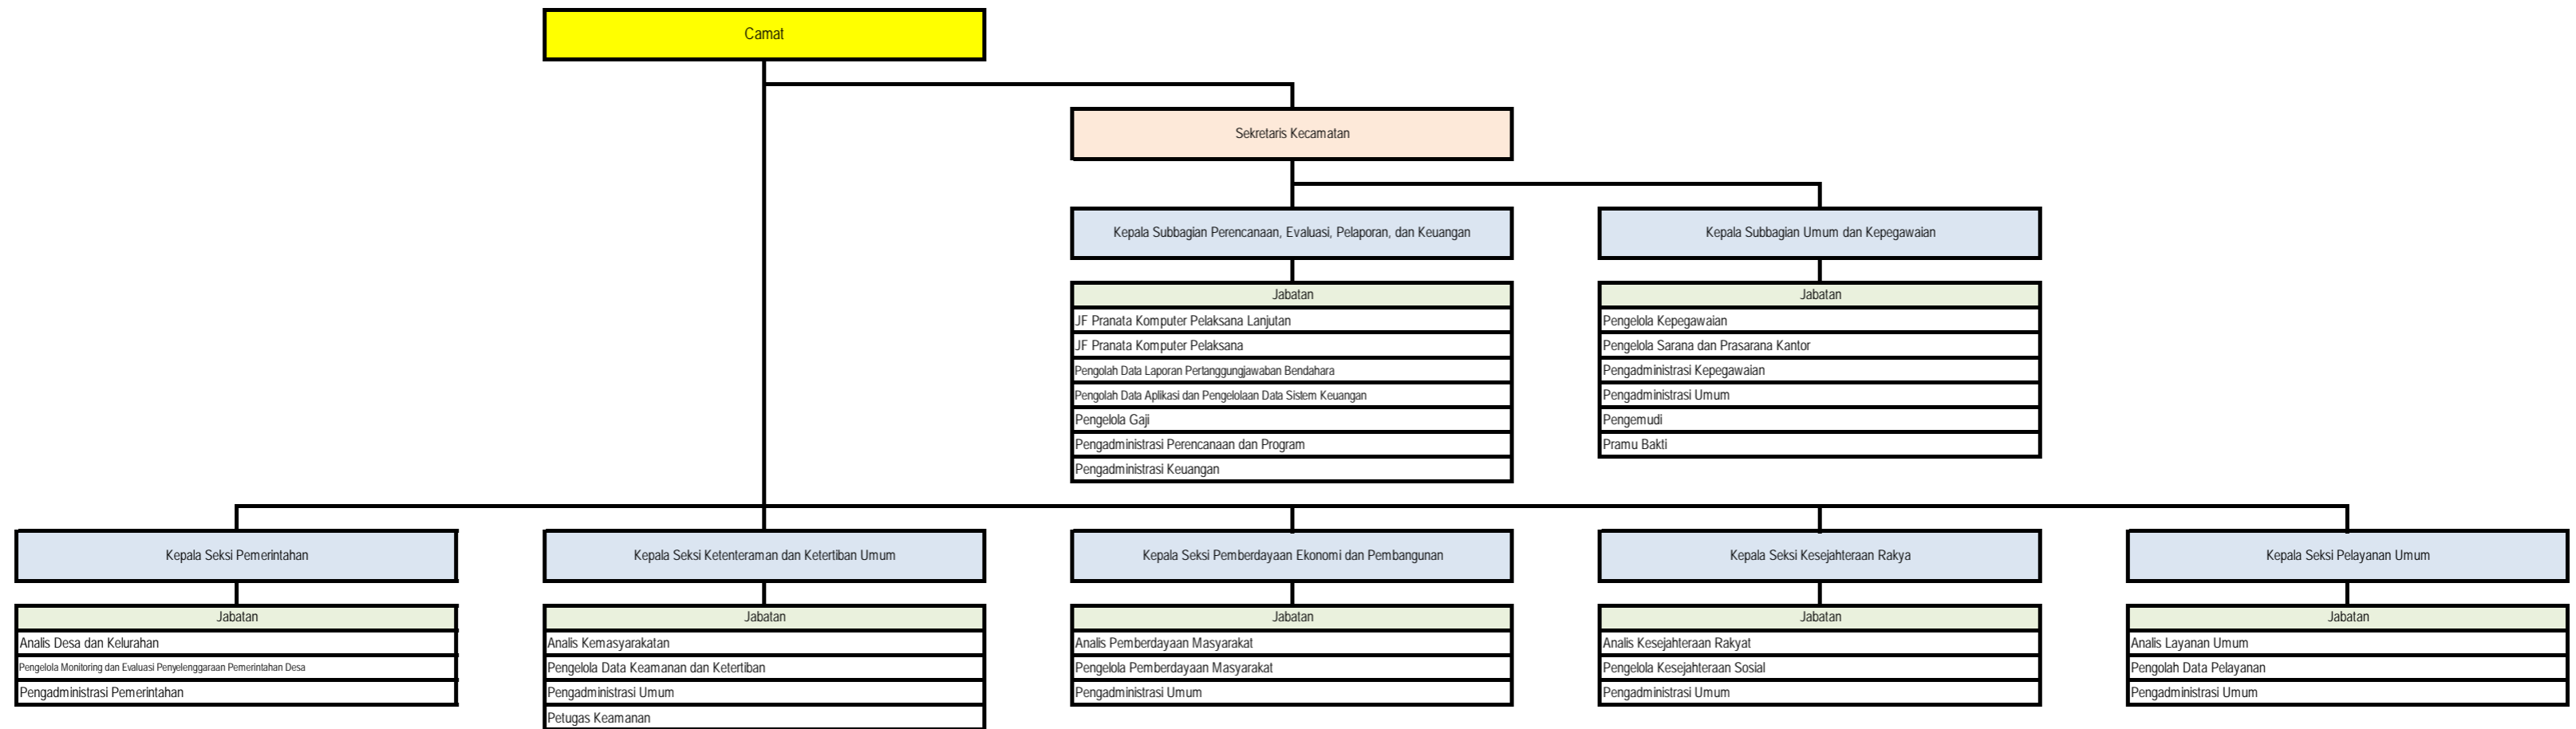 Camat
Sekretaris Kecamatan
Kepala Subbagian Perencanaan, Evaluasi, Pelaporan, dan Keuangan
Jabatan
JF Pranata Komputer Pelaksana Lanjutan
JF Pranata Komputer Pelaksana
Pengolah Data Laporan Pertanggungjawaban Bendahara
Pengolah Data Aplikasi dan Pengelolaan Data Sistem Keuangan
Pengelola Gaji
Pengadministrasi Perencanaan dan Program
Pengadministrasi Keuangan
Kepala Subbagian Umum dan Kepegawaian
Jabatan
Pengelola Kepegawaian
Pengelola Sarana dan Prasarana Kantor
Pengadministrasi Kepegawaian
Pengadministrasi Umum
Pengemudi
Pramu Bakti
Kepala Seksi Pemerintahan
Jabatan
Analis Desa dan Kelurahan
Pengelola Monitoring dan Evaluasi Penyelenggaraan Pemerintahan Desa
Pengadministrasi Pemerintahan
Kepala Seksi Ketenteraman dan Ketertiban Umum
Jabatan
Analis Kemasyarakatan
Pengelola Data Keamanan dan Ketertiban
Pengadministrasi Umum
Petugas Keamanan
Kepala Seksi Pemberdayaan Ekonomi dan Pembangunan
Jabatan
Analis Pemberdayaan Masyarakat
Pengelola Pemberdayaan Masyarakat
Pengadministrasi Umum
Kepala Seksi Kesejahteraan Rakya
Jabatan
Analis Kesejahteraan Rakyat
Pengelola Kesejahteraan Sosial
Pengadministrasi Umum
Kepala Seksi Pelayanan Umum
Jabatan
Analis Layanan Umum
Pengolah Data Pelayanan
Pengadministrasi Umum